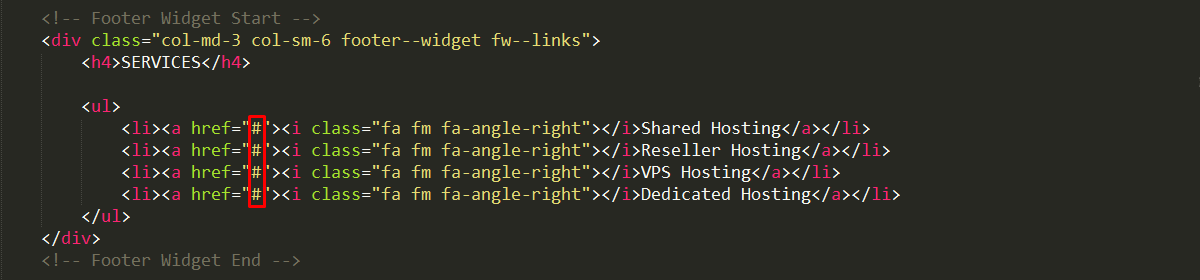 <!-- Footer Widget Start -->
<div class="col-md-3 col-sm-6 footer--widget fw--links">
<h4>SERVICES</h4>
<ul>
<li><a href="#"><i class="fa fm fa-angle-right"></i>Shared Hosting</a></li>
<li><a href="#"><i class="fa fm fa-angle-right"></i>Reseller Hosting</a></li>
<li><a href="#"><i class="fa fm fa-angle-right"></i>VPS Hosting</a></li>
<li><a href="#"><i class="fa fm fa-angle-right"></i>Dedicated Hosting</a></li>
</ul>
</div>
<!-- Footer Widget End -->